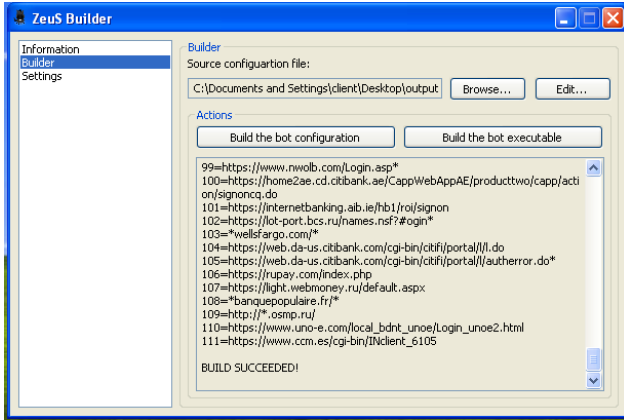 ZeuS Builder
Information
Builder
Settings
Builder
Source configuartion file:
C:\Documents and Settings\client\Desktop\output
Browse...
Edit...
Actions
Build the bot configuration
Build the bot executable
99=https://www.nwolb.com/Login.asp*
100=https://home2ae.cd.citibank.ae/CappWebAppAE/producttwo/capp/acti
on/signoncq.do
101=https://internetbanking.aib.ie/hb1/roi/signon
102=https://lot-port.bcs.ru/names.nsf?#ogin*
103=*wellsfargo.com/*
104=https://web.da-us.citibank.com/cgi-bin/citifi/portal/l/l.do
105=https://web.da-us.citibank.com/cgi-bin/citifi/portal/l/autherror.do*
106=https://rupay.com/index.php
107=https://light.webmoney.ru/default.aspx
108=*banquepopulaire.fr/*
109=http://*.osmp.ru/
110=https://www.uno-e.com/local_bdnt_unoe/Login_unoe2.html
111=https://www.ccm.es/cgi-bin/INclient_6105
BUILD SUCCEEDED!